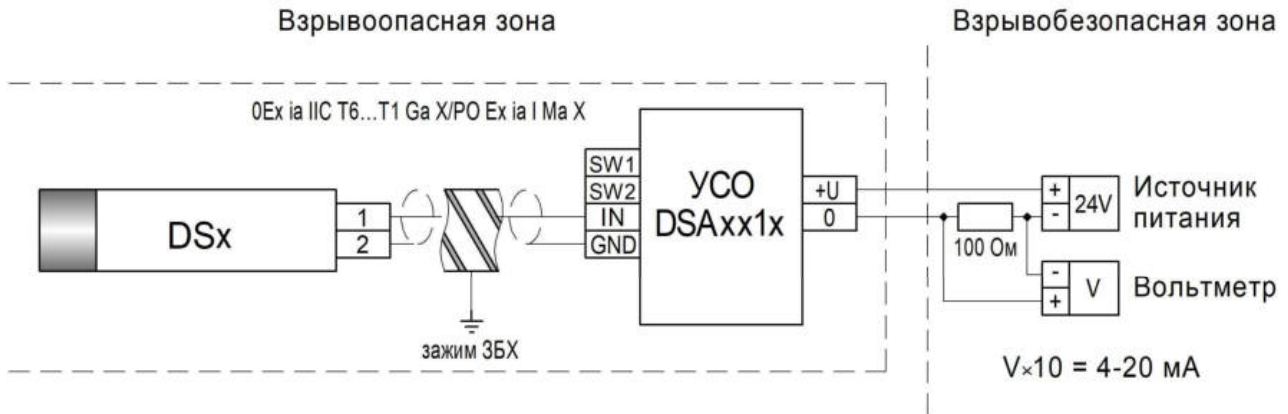 Взрывоопасная зона
Взрывобезопасная зона
0Ex ia IIC T6...T1 Ga X/PO Ex ia I Ma X
DSx
1
2
зажим ЗБХ
SW1
SW2
IN
GND
УСО
DSAxx1x
+U
0
100 Ом
+
-
24V
Источник
питания
-
+
V
Вольтметр
V×10 = 4-20 мА